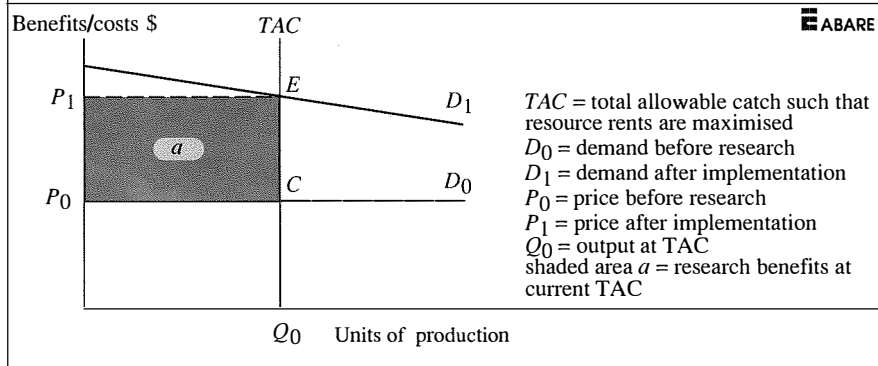 Benefits/costs $
TAC
ABARE
E
P1
D1
a
C
D0
P0
Q0 Units of production
TAC = total allowable catch such that
resource rents are maximised
D0 = demand before research
D1 = demand after implementation
P0 = price before research
P1 = price after implementation
Q0 = output at TAC
shaded area a = research benefits at
current TAC